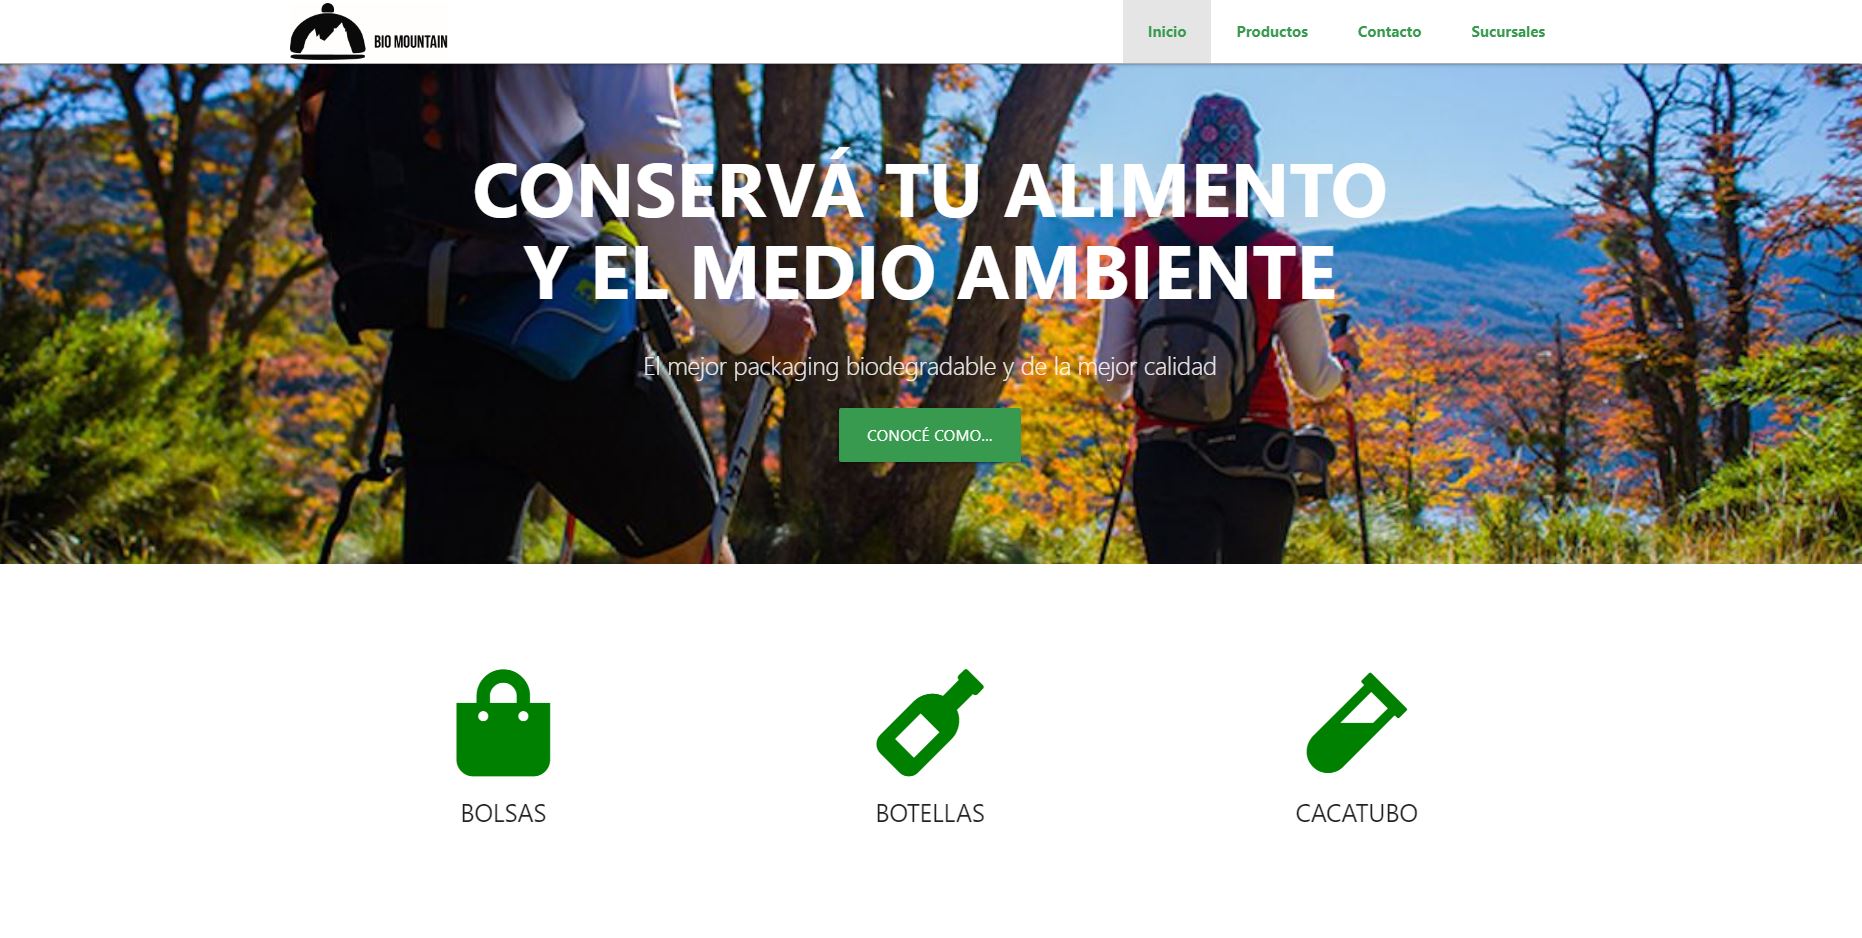 BIO MOUNTAIN
Inicio Productos Contacto Sucursales
CONSERVÁ TU ALIMENTO
Y EL MEDIO AMBIENTE
El mejor packaging biodegradable y de la mejor calidad
CONOCÉ COMO...
BOLSAS BOTELLAS CACATUBO